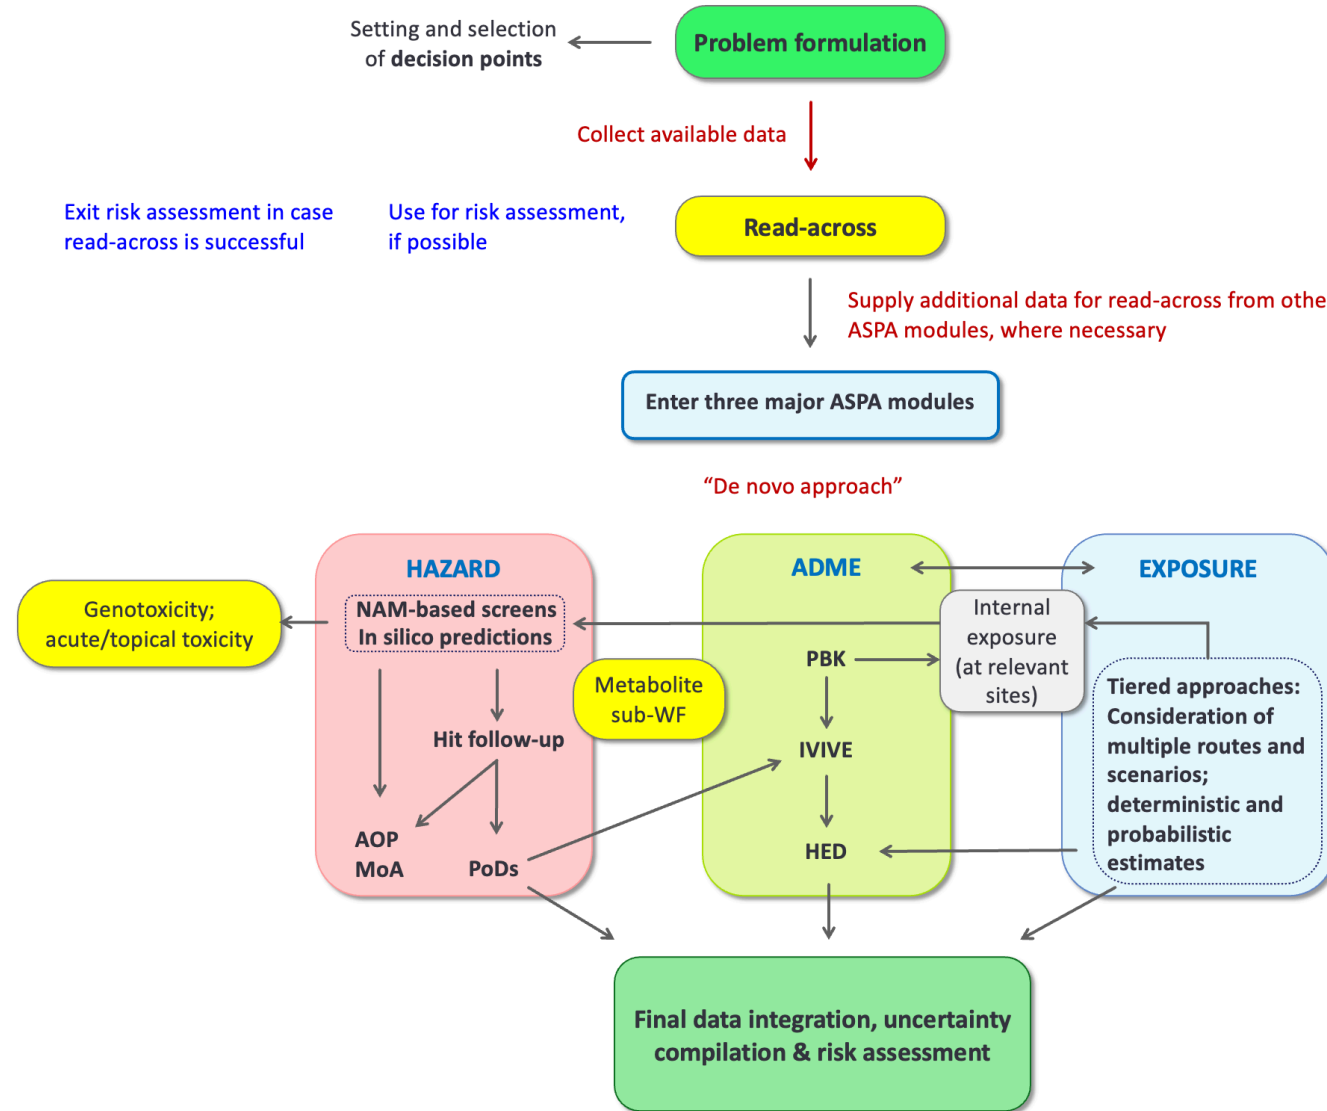 Setting and selection
of decision points
Problem formulation
Collect available data
Exit risk assessment in case
read-across is successful
Use for risk assessment,
if possible
Read-across
Supply additional data for read-across from othe
ASPA modules, where necessary
Enter three major ASPA modules
“De novo approach”
HAZARD
NAM-based screens
In silico predictions
Genotoxicity;
acute/topical toxicity
Hit follow-up
AOP
MoA
PoDs
Metabolite
sub-WF
ADME
PBK
IVIVE
HED
Internal
exposure
(at relevant
sites)
EXPOSURE
Tiered approaches:
Consideration of
multiple routes and
scenarios;
deterministic and
probabilistic
estimates
Final data integration, uncertainty
compilation & risk assessment